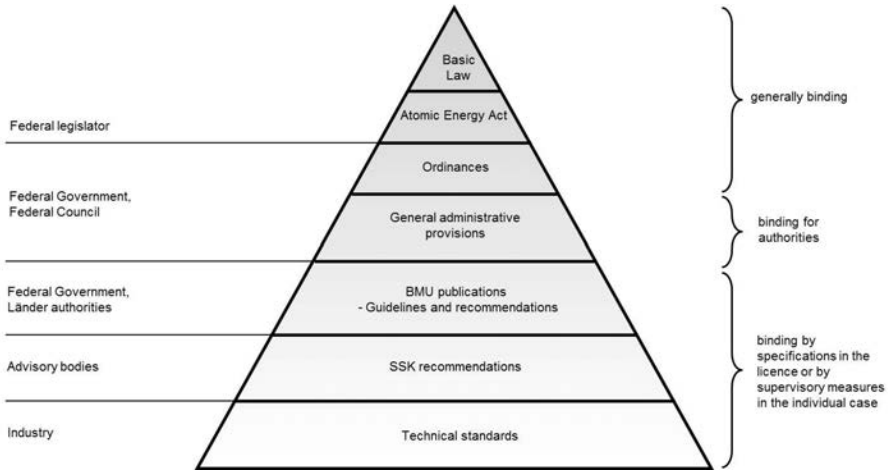 Basic
Law
Atomic Energy Act
Ordinances
General administrative
provisions
BMU publications
- Guidelines and recommendations
SSK recommendations
Technical standards
Federal legislator
Federal Government,
Federal Council
Federal Government,
Länder authorities
Advisory bodies
Industry
generally binding
binding for
authorities
binding by
specifications in the
licence or by
supervisory measures
in the individual case